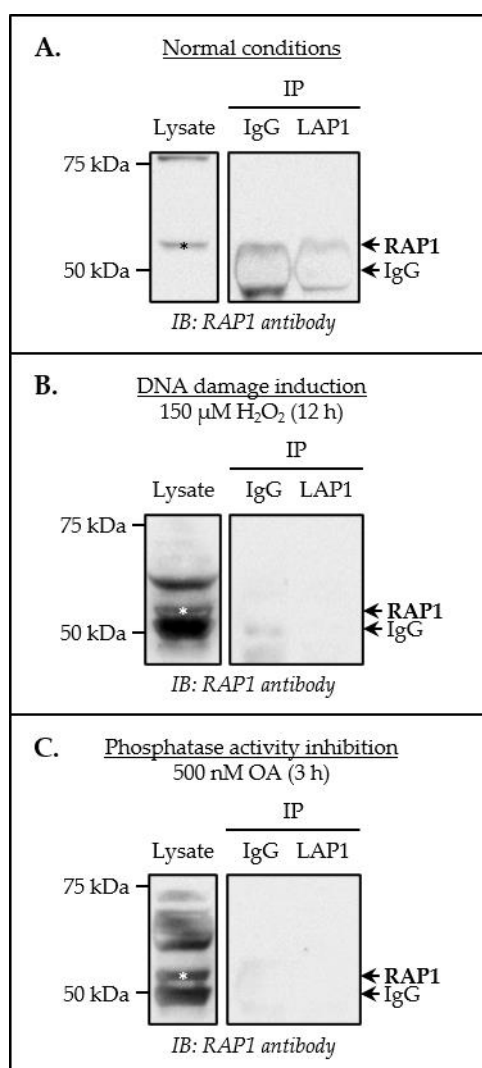 A. Normal conditions
IP
Lysate IgG LAP1
75 kDa
*
RAP1
50 kDa IgG
IB: RAP1 antibody
B. DNA damage induction
150 µM H₂O₂ (12 h)
IP
Lysate IgG LAP1
75 kDa
*
RAP1
50 kDa IgG
IB: RAP1 antibody
C. Phosphatase activity inhibition
500 nM OA (3 h)
IP
Lysate IgG LAP1
75 kDa
*
RAP1
50 kDa IgG
IB: RAP1 antibody